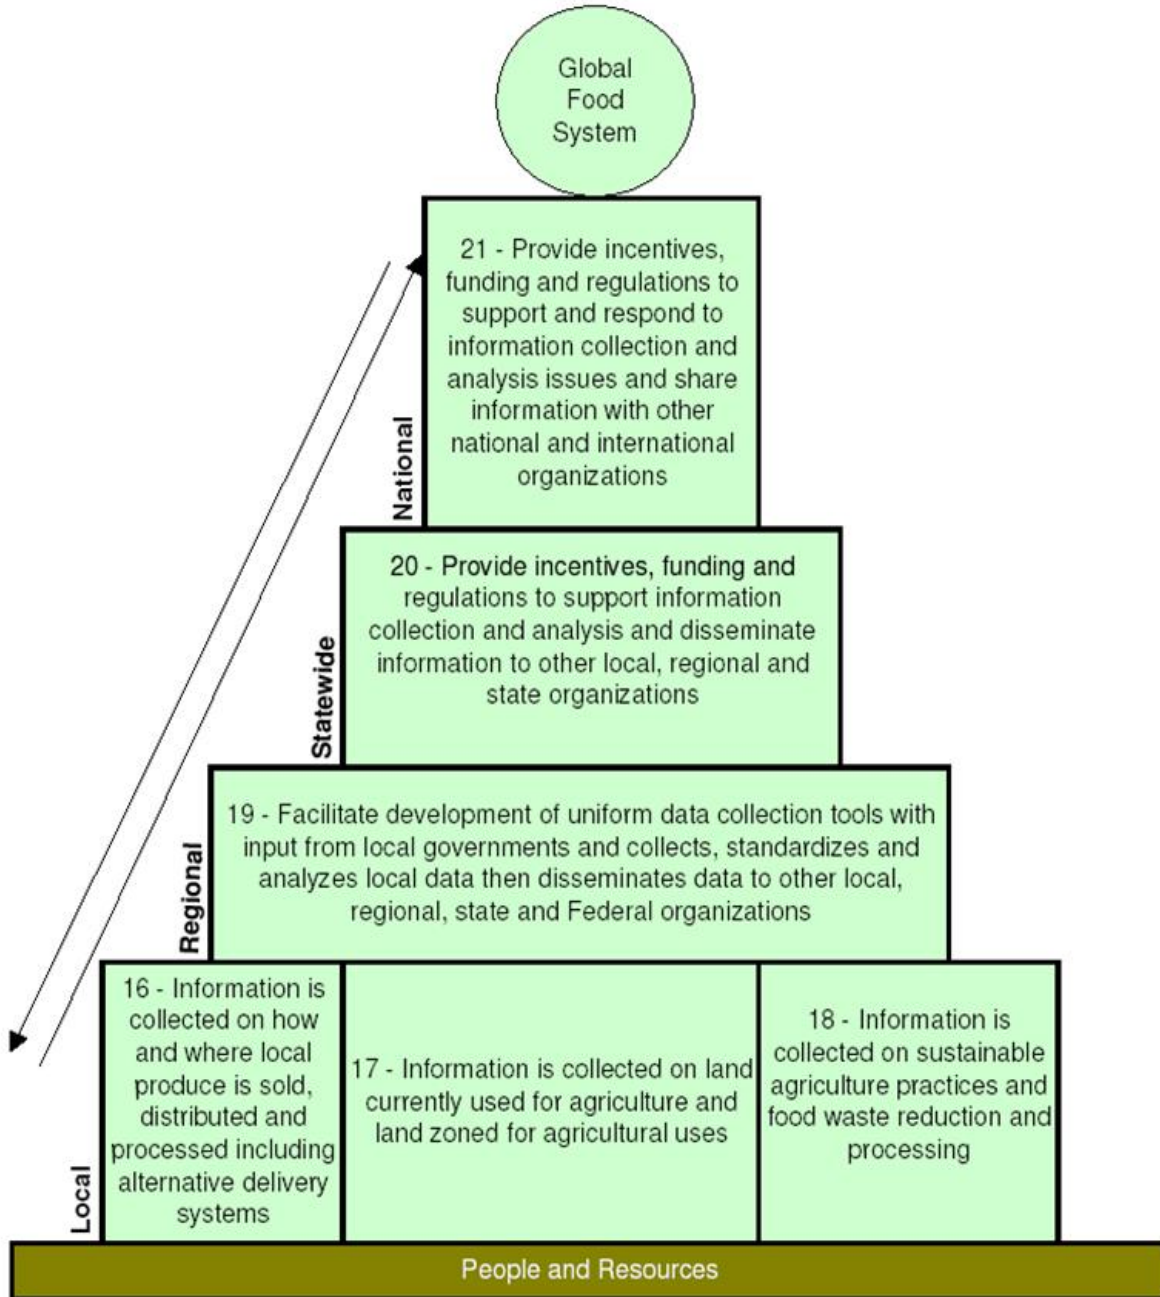 Global
Food
System
21 - Provide incentives,
funding and regulations to
support and respond to
information collection and
analysis issues and share
information with other
national and international
organizations
National
20 - Provide incentives, funding and
regulations to support information
collection and analysis and disseminate
information to other local, regional and
state organizations
Statewide
19 - Facilitate development of uniform data collection tools with
input from local governments and collects, standardizes and
analyzes local data then disseminates data to other local,
regional, state and Federal organizations
Regional
16 - Information is
collected on how
and where local
produce is sold,
distributed and
processed including
alternative delivery
systems
17 - Information is collected on land
currently used for agriculture and
land zoned for agricultural uses
18 - Information is
collected on sustainable
agriculture practices and
food waste reduction and
processing
Local
People and Resources